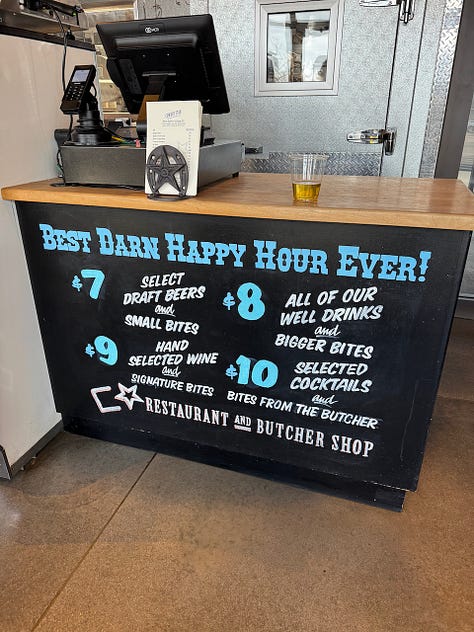 BEST DARN HAPPY HOUR EVER!
$7 SELECT
DRAFT BEERS
and
SMALL BITES
$8 ALL OF OUR
WELL DRINKS
and
BIGGER BITES
$9 HAND
SELECTED WINE
and
SIGNATURE BITES
$10 SELECTED
COCKTAILS
and
BITES FROM THE BUTCHER
RESTAURANT AND BUTCHER SHOP